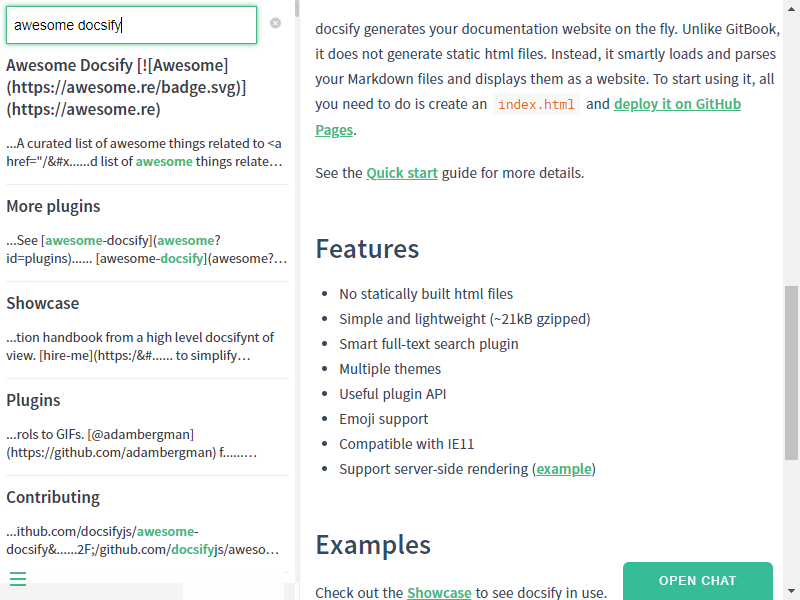 awesome docsify
Awesome Docsify [![Awesome]
(https://awesome.re/badge.svg)]
(https://awesome.re)
...A curated list of awesome things related to <a
href="/&#x......d list of awesome things relate…
More plugins
...See [awesome-docsify](awesome?
id=plugins)...... [awesome-docsify](awesome?...
Showcase
...tion handbook from a high level docsifynt of
view. [hire-me](https:/&#...... to simplify…
Plugins
...rols to GIFs. [@adambergman]
(https://github.com/adambergman) f......…
Contributing
...ithub.com/docsifyjs/awesome-
docsify&......2F;/github.com/docsifyjs/aweso…
docsify generates your documentation website on the fly. Unlike GitBook,
it does not generate static html files. Instead, it smartly loads and parses
your Markdown files and displays them as a website. To start using it, all
you need to do is create an index.html and deploy it on GitHub
Pages.
See the Quick start guide for more details.
Features
• No statically built html files
• Simple and lightweight (~21kB gzipped)
• Smart full-text search plugin
• Multiple themes
• Useful plugin API
• Emoji support
• Compatible with IE11
• Support server-side rendering (example)
Examples
Check out the Showcase to see docsify in use.
OPEN CHAT